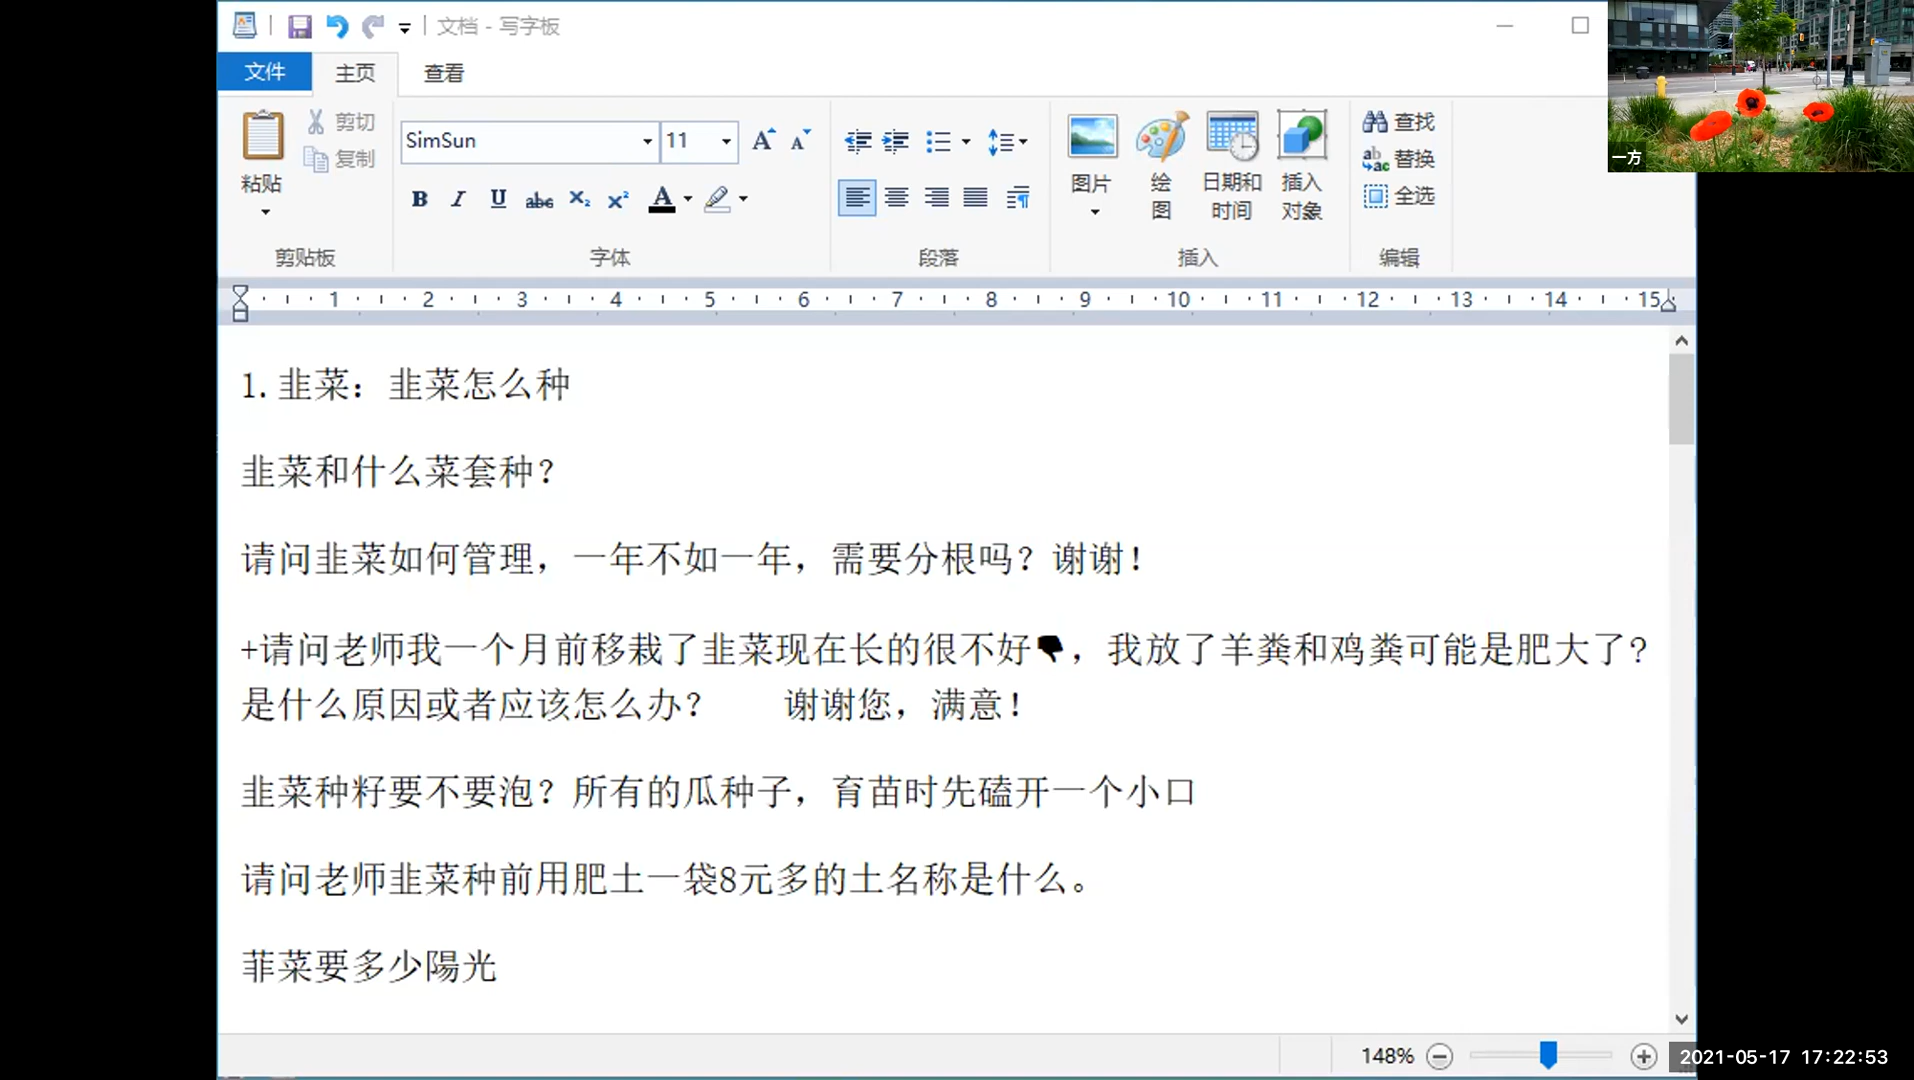 文档 - 写字板
文件 主页 查看
粘贴
剪切
复制
剪贴板
SimSun 11
B I U abc X₂ X² A
字体
段落
图片
绘图
日期和时间
插入对象
插入
查找
替换
全选
编辑
一方
1 2 3 4 5 6 7 8 9 10 11 12 13 14 15
1.韭菜：韭菜怎么种
韭菜和什么菜套种？
请问韭菜如何管理，一年不如一年，需要分根吗？谢谢！
+请问老师我一个月前移栽了韭菜现在长的很不好👎，我放了羊粪和鸡粪可能是肥大了?
是什么原因或者应该怎么办？ 谢谢您，满意！
韭菜种籽要不要泡？所有的瓜种子，育苗时先磕开一个小口
请问老师韭菜种前用肥土一袋8元多的土名称是什么。
菲菜要多少陽光
148%
2021-05-17 17:22:53